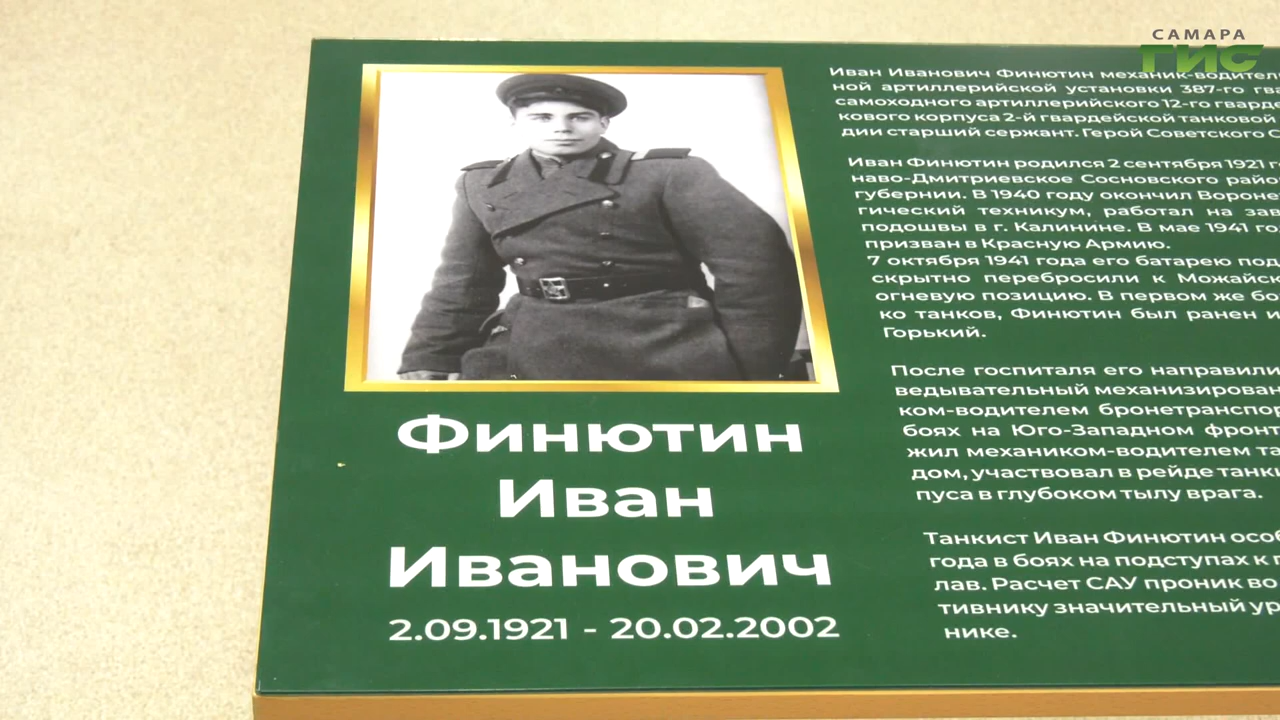 САМАРА
ГИС
Финютин
Иван
Иванович
2.09.1921 - 20.02.2002
Иван Иванович Финютин механик-водител
ной артиллерийской установки 387-го гва
самоходного артиллерийского 12-го гварде
кового корпуса 2-й гвардейской танковой
дии старший сержант. Герой Советского С
Иван Финютин родился 2 сентября 1921 г
наво-Дмитриевское Сосновского райо
губернии. В 1940 году окончил Вороне
гический техникум, работал на зав
подошвы в г. Калинине. В мае 1941 го
призван в Красную Армию.
7 октября 1941 года его батарею под
скрытно перебросили к Можайск
огневую позицию. В первом же бо
ко танков, Финютин был ранен и
Горький.
После госпиталя его направили
ведывательный механизирован
ком-водителем бронетранспор
боях на Юго-Западном фронт
жил механиком-водителем та
дом, участвовал в рейде танки
пуса в глубоком тылу врага.
Танкист Иван Финютин особ
года в боях на подступах к г
лав. Расчет САУ проник во
тивнику значительный ур
нике.